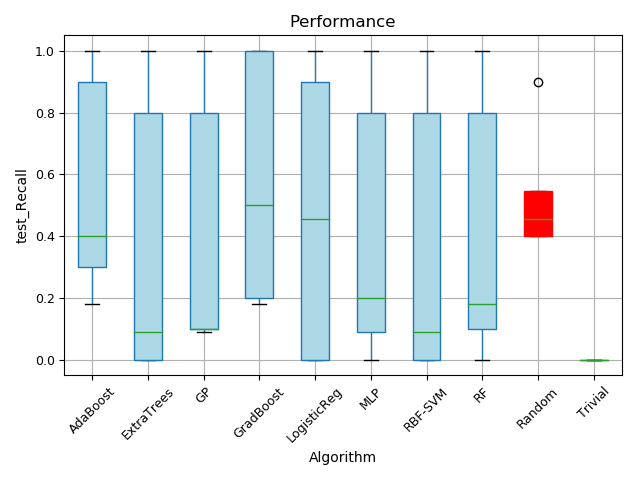 Performance
test_Recall
1.0
0.8
0.6
0.4
0.2
0.0
AdaBoost
ExtraTrees
GP
GradBoost
LogisticReg
MLP
RBF-SVM
RF
Random
Trivial
Algorithm